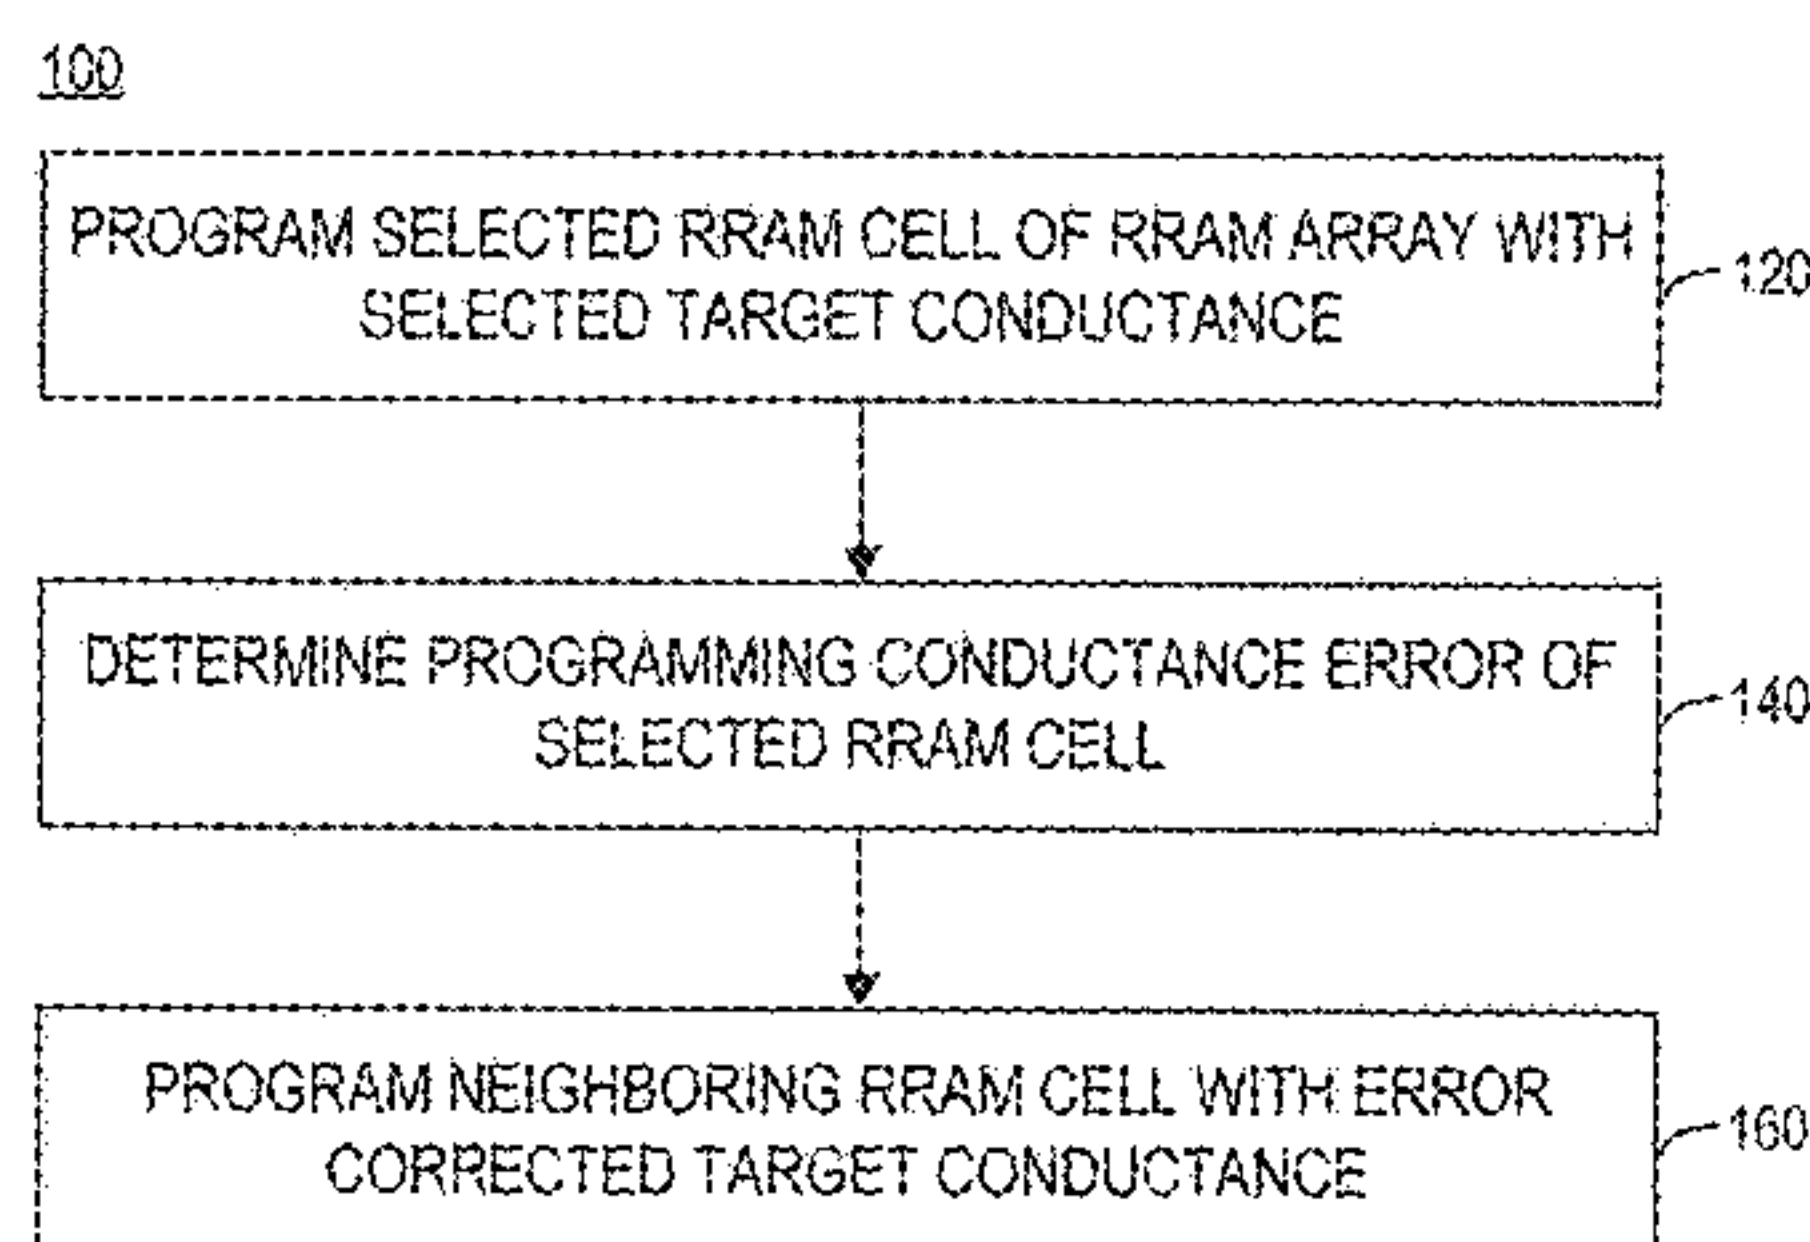 100
PROGRAM SELECTED RRAM CELL OF RRAM ARRAY WITH
SELECTED TARGET CONDUCTANCE
120
DETERMINE PROGRAMMING CONDUCTANCE ERROR OF
SELECTED RRAM CELL
140
PROGRAM NEIGHBORING RRAM CELL WITH ERROR
CORRECTED TARGET CONDUCTANCE
160